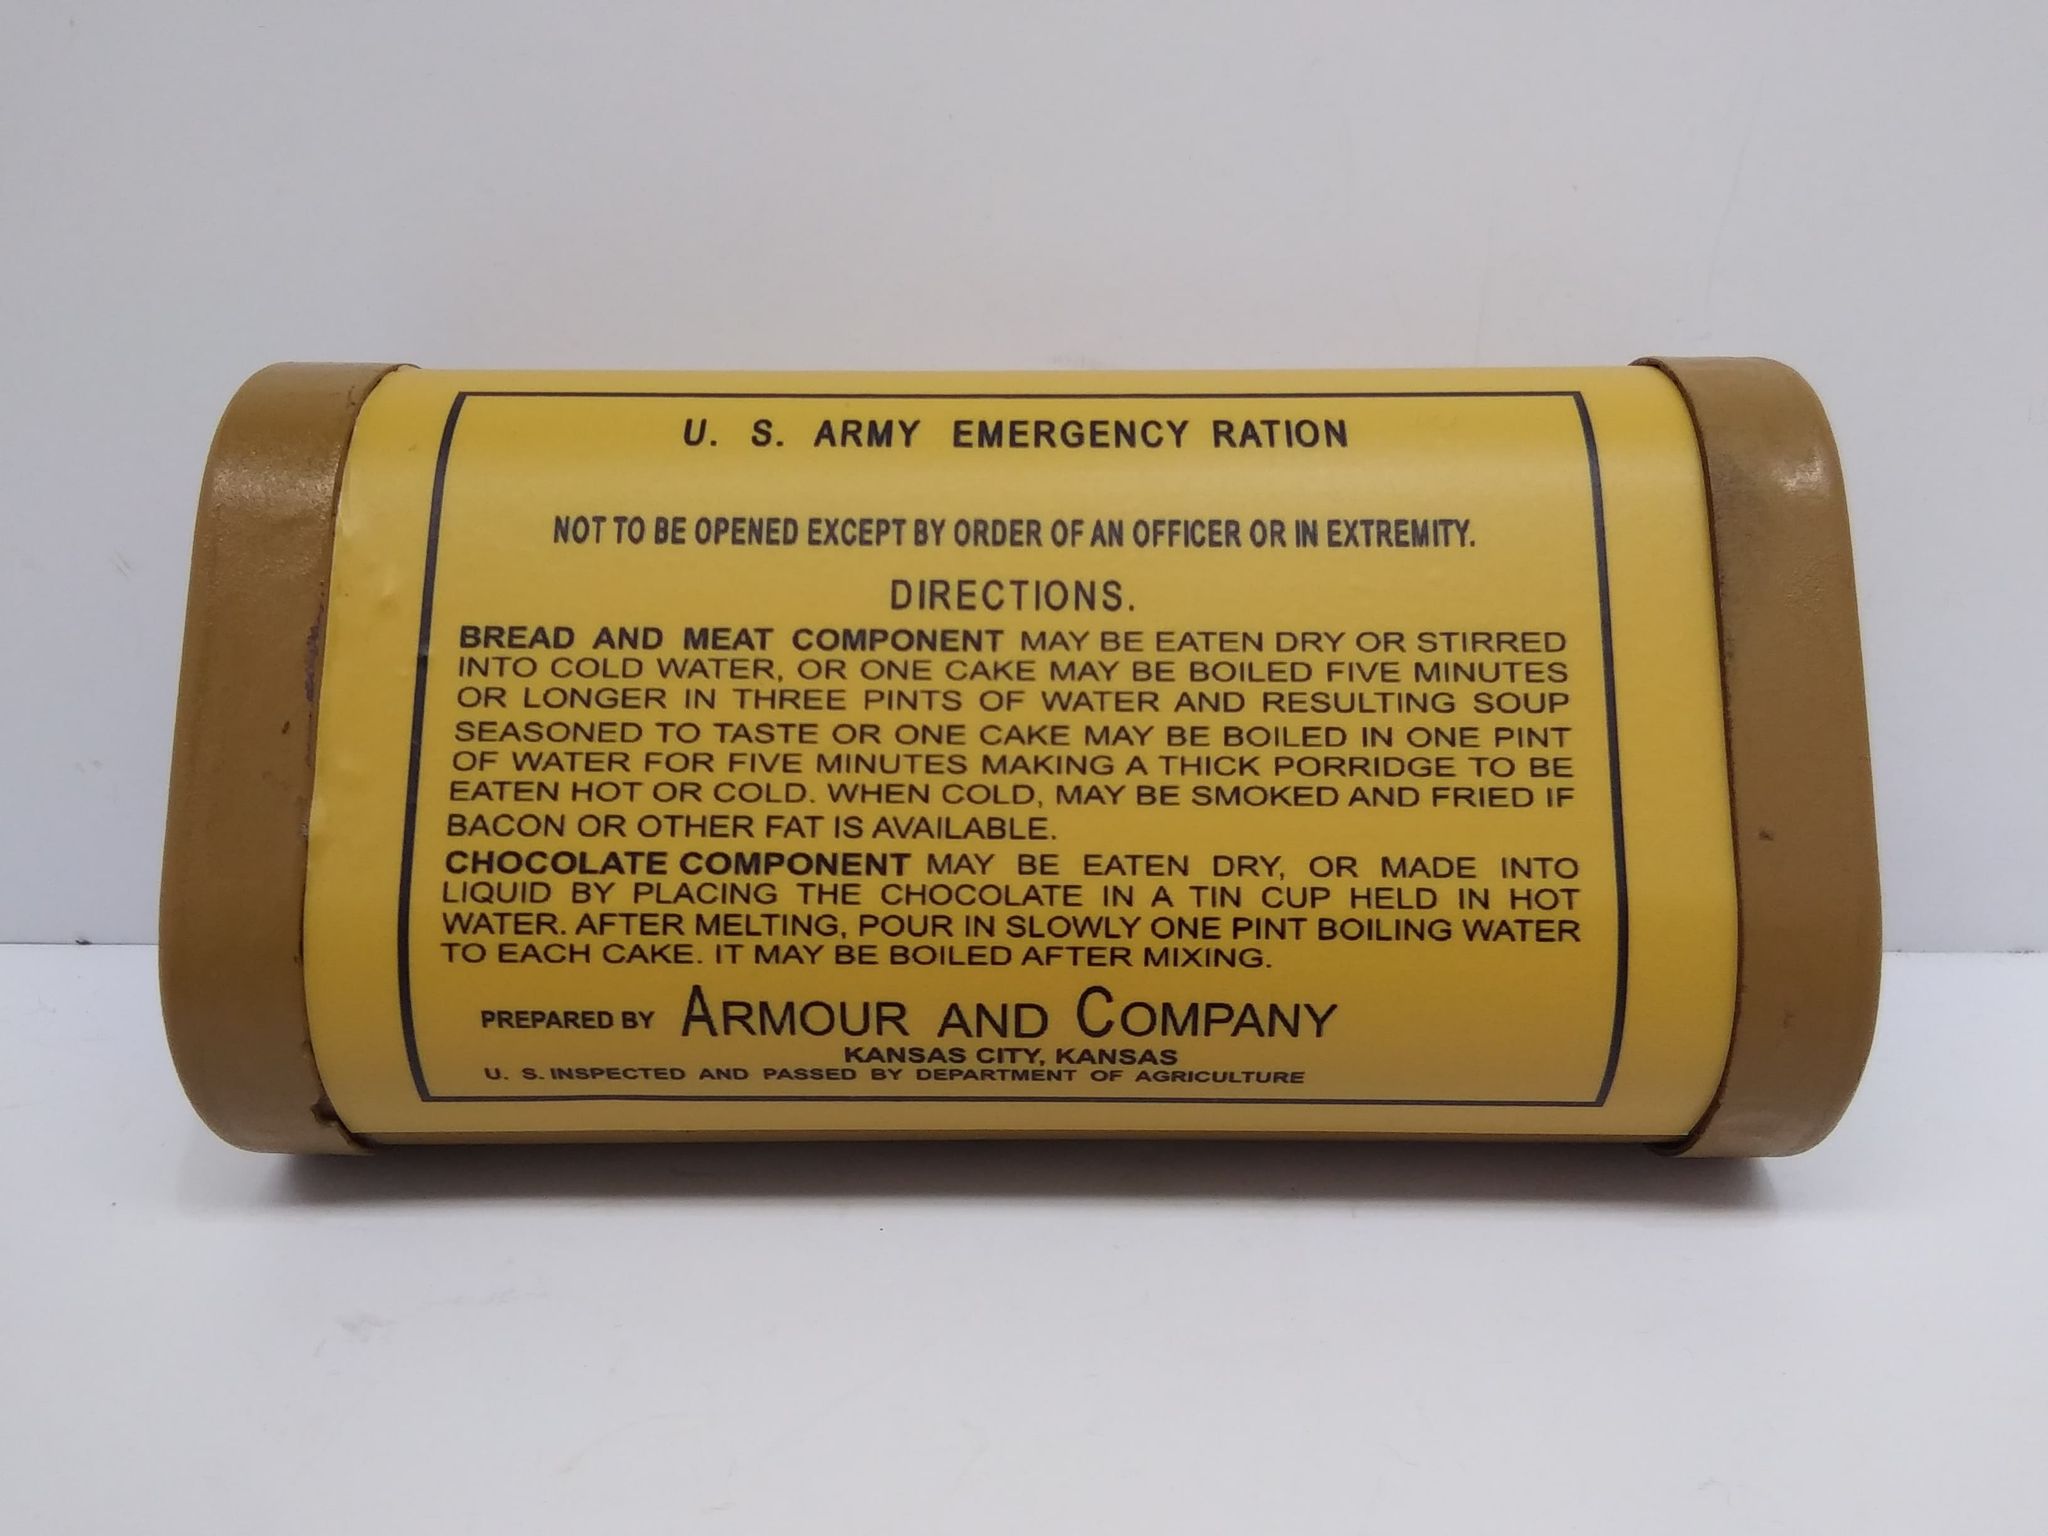 U. S. ARMY EMERGENCY RATION
NOT TO BE OPENED EXCEPT BY ORDER OF AN OFFICER OR IN EXTREMITY.
DIRECTIONS.
BREAD AND MEAT COMPONENT MAY BE EATEN DRY OR STIRRED
INTO COLD WATER, OR ONE CAKE MAY BE BOILED FIVE MINUTES
OR LONGER IN THREE PINTS OF WATER AND RESULTING SOUP
SEASONED TO TASTE OR ONE CAKE MAY BE BOILED IN ONE PINT
OF WATER FOR FIVE MINUTES MAKING A THICK PORRIDGE TO BE
EATEN HOT OR COLD. WHEN COLD, MAY BE SMOKED AND FRIED IF
BACON OR OTHER FAT IS AVAILABLE.
CHOCOLATE COMPONENT MAY BE EATEN DRY, OR MADE INTO
LIQUID BY PLACING THE CHOCOLATE IN A TIN CUP HELD IN HOT
WATER. AFTER MELTING, POUR IN SLOWLY ONE PINT BOILING WATER
TO EACH CAKE. IT MAY BE BOILED AFTER MIXING.
PREPARED BY ARMOUR AND COMPANY
KANSAS CITY, KANSAS
U. S. INSPECTED AND PASSED BY DEPARTMENT OF AGRICULTURE